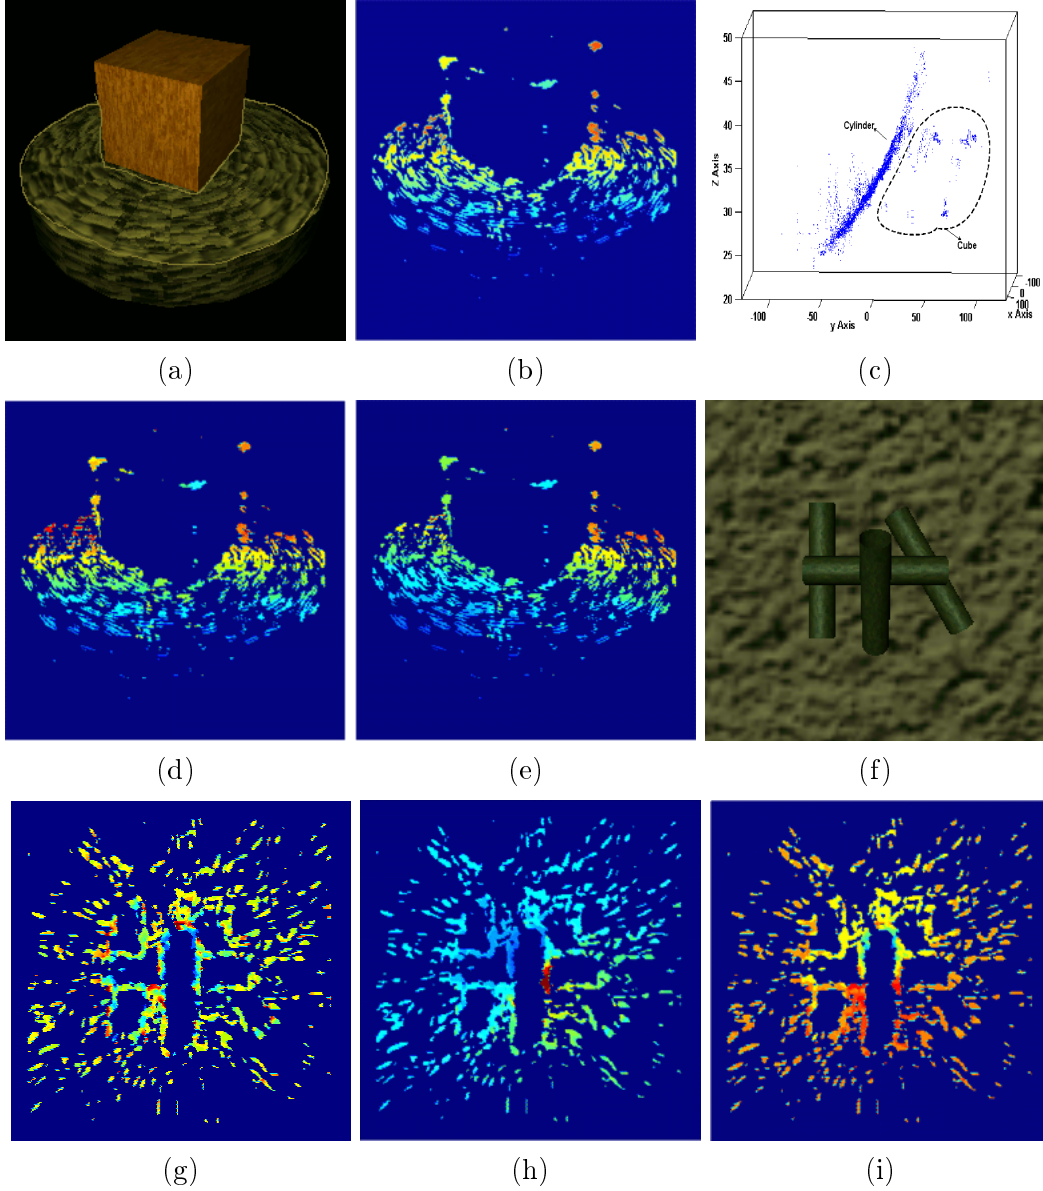 50
45
40
35
30
25
20
Z Axis
Cylinder
Cube
-100
-50
0
50
100
y Axis
-100
0
100
x Axis
(a)
(b)
(c)
(d)
(e)
(f)
(g)
(h)
(i)